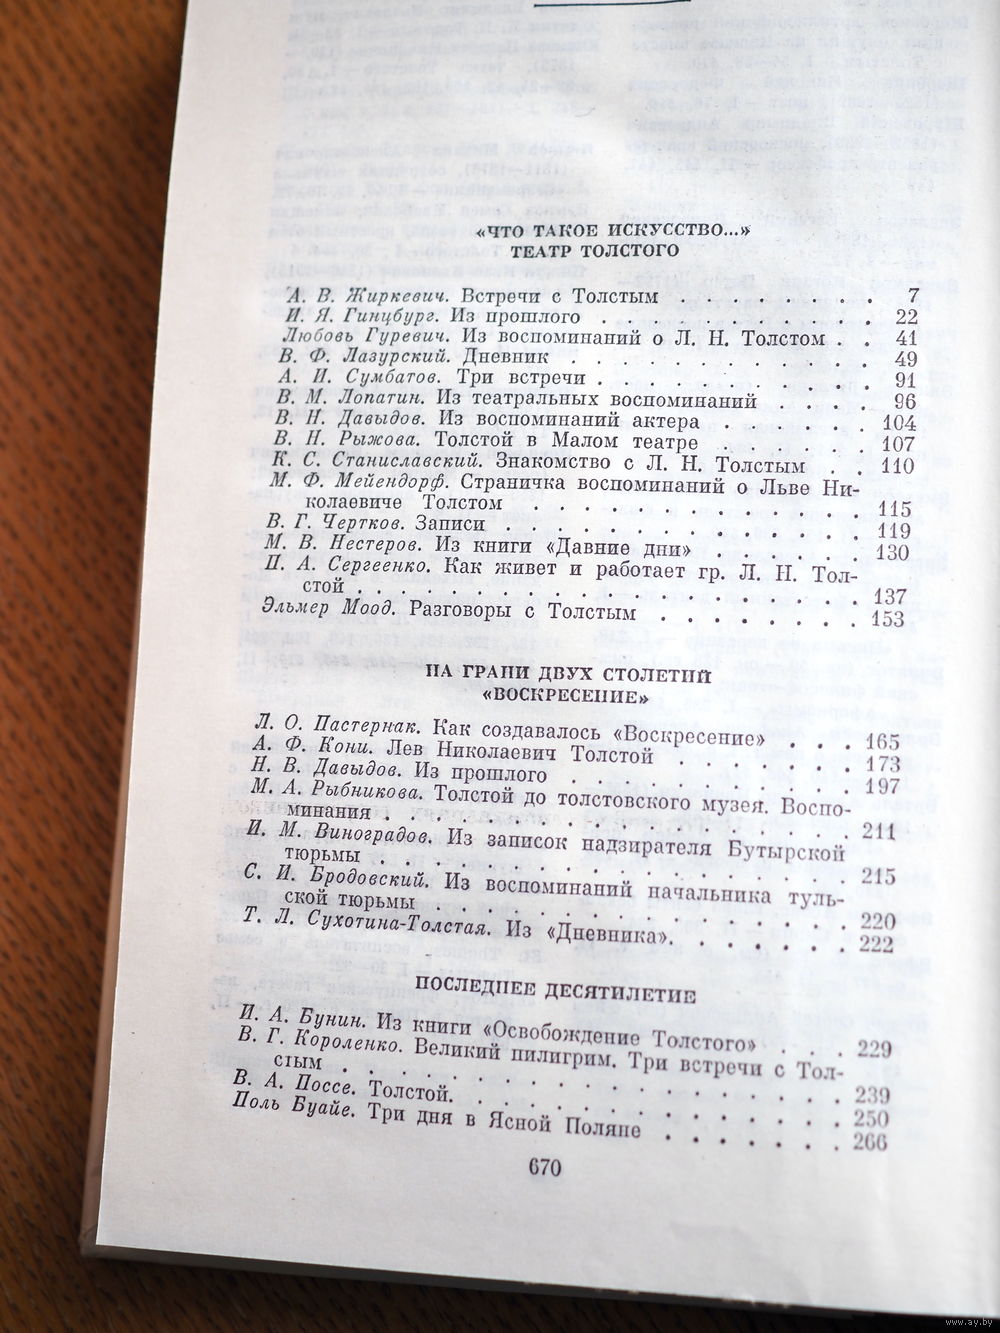 «ЧТО ТАКОЕ ИСКУССТВО...»
ТЕАТР ТОЛСТОГО
А. В. Жиркевич. Встречи с Толстым . . . . . . . . . 7
И. Я. Гинцбург. Из прошлого . . . . . . . . . . . 22
Любовь Гуревич. Из воспоминаний о Л. Н. Толстом . . 41
В. Ф. Лазурский. Дневник . . . . . . . . . . . . 49
А. И. Сумбатов. Три встречи . . . . . . . . . . . 91
В. М. Лопатин. Из театральных воспоминаний . . . . 96
В. Н. Давыдов. Из воспоминаний актера . . . . . . 104
В. Н. Рыжова. Толстой в Малом театре . . . . . . 107
К. С. Станиславский. Знакомство с Л. Н. Толстым . . 110
М. Ф. Мейендорф. Страничка воспоминаний о Льве Ни-
колаевиче Толстом . . . . . . . . . . . . . 115
В. Г. Чертков. Записи . . . . . . . . . . . . . 119
М. В. Нестеров. Из книги «Давние дни» . . . . . . 130
П. А. Сергеенко. Как живет и работает гр. Л. Н. Тол-
стой . . . . . . . . . . . . . . . . . . . 137
Эльмер Моод. Разговоры с Толстым . . . . . . . . 153
НА ГРАНИ ДВУХ СТОЛЕТИЙ
«ВОСКРЕСЕНИЕ»
Л. О. Пастернак. Как создавалось «Воскресение» . . . 165
А. Ф. Кони. Лев Николаевич Толстой . . . . . . . 173
Н. В. Давыдов. Из прошлого . . . . . . . . . . . 197
М. А. Рыбникова. Толстой до толстовского музея. Воспо-
минания . . . . . . . . . . . . . . . . . 211
И. М. Виноградов. Из записок надзирателя Бутырской
тюрьмы . . . . . . . . . . . . . . . . . 215
С. И. Бродовский. Из воспоминаний начальника туль-
ской тюрьмы . . . . . . . . . . . . . . . 220
Т. Л. Сухотина-Толстая. Из «Дневника». . . . . . . 222
ПОСЛЕДНЕЕ ДЕСЯТИЛЕТИЕ
И. А. Бунин. Из книги «Освобождение Толстого» . . . 229
В. Г. Короленко. Великий пилигрим. Три встречи с Тол-
стым . . . . . . . . . . . . . . . . . . 239
В. А. Поссе. Толстой. . . . . . . . . . . . . . 250
Поль Буайе. Три дня в Ясной Поляне . . . . . . . 266
670
www.ay.by